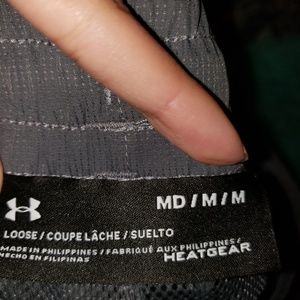 MD / M / M
LOOSE / COUPE LÂCHE / SUELTO
MADE IN PHILIPPINES / FABRIQUÉ AUX PHILIPPINES /
HECHO EN FILIPINAS
HEATGEAR